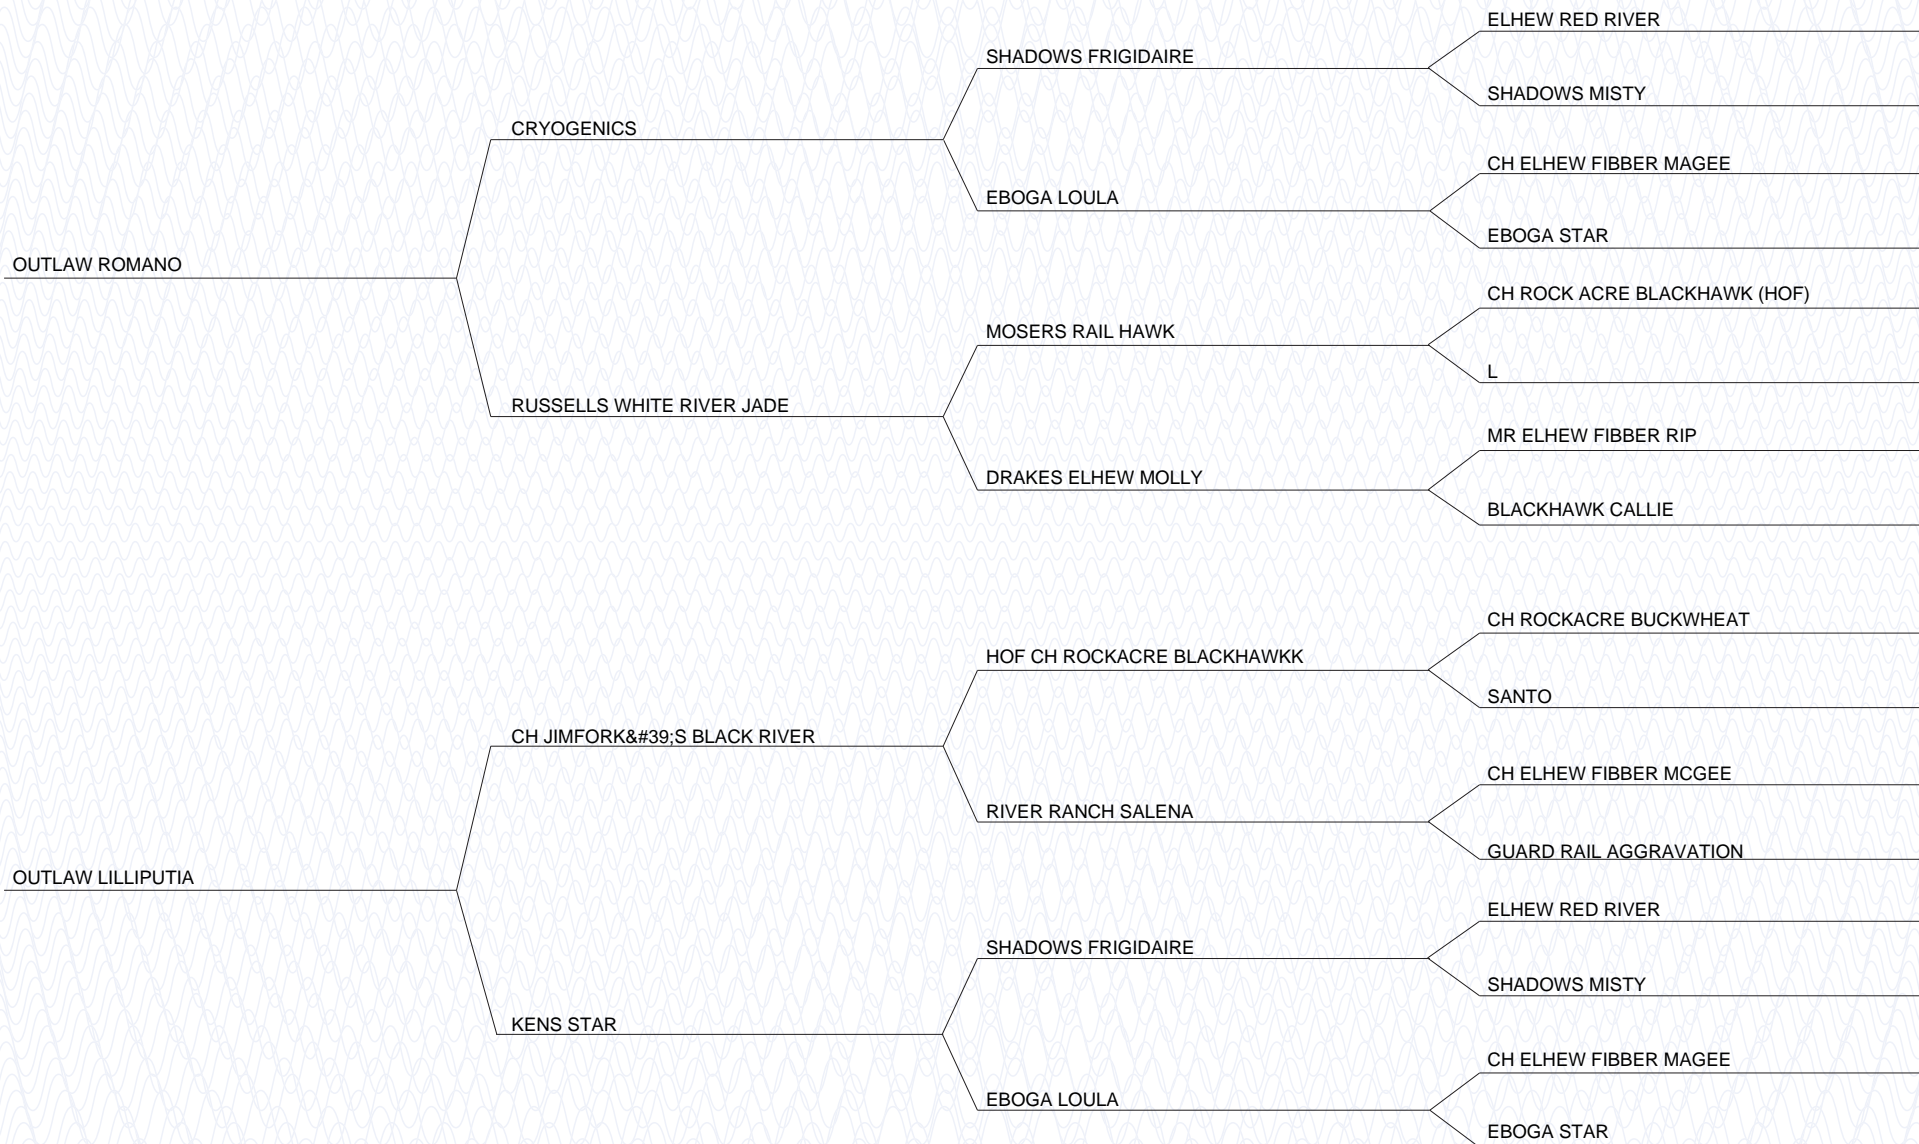 ELHEW RED RIVER
SHADOWS FRIGIDAIRE
SHADOWS MISTY
CRYOGENICS
CH ELHEW FIBBER MAGEE
EBOGA LOULA
EBOGA STAR
OUTLAW ROMANO
CH ROCK ACRE BLACKHAWK (HOF)
MOSERS RAIL HAWK
L
RUSSELLS WHITE RIVER JADE
MR ELHEW FIBBER RIP
DRAKES ELHEW MOLLY
BLACKHAWK CALLIE
CH ROCKACRE BUCKWHEAT
HOF CH ROCKACRE BLACKHAWKK
SANTO
CH JIMFORK&#39;S BLACK RIVER
CH ELHEW FIBBER MCGEE
RIVER RANCH SALENA
GUARD RAIL AGGRAVATION
OUTLAW LILLIPUTIA
ELHEW RED RIVER
SHADOWS FRIGIDAIRE
SHADOWS MISTY
KENS STAR
CH ELHEW FIBBER MAGEE
EBOGA LOULA
EBOGA STAR